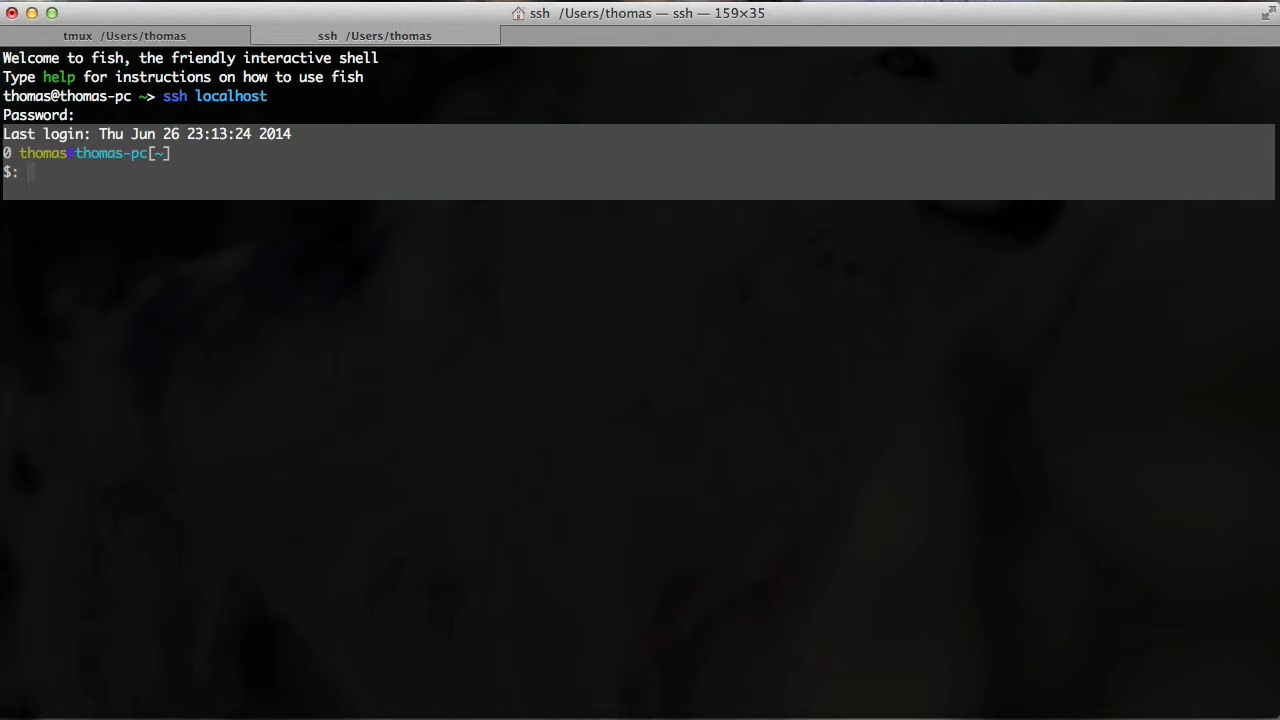 ssh /Users/thomas — ssh — 159×35
tmux /Users/thomas
ssh /Users/thomas
Welcome to fish, the friendly interactive shell
Type help for instructions on how to use fish
thomas@thomas-pc ~> ssh localhost
Password:
Last login: Thu Jun 26 23:13:24 2014
0 thomas@thomas-pc[~]
$: